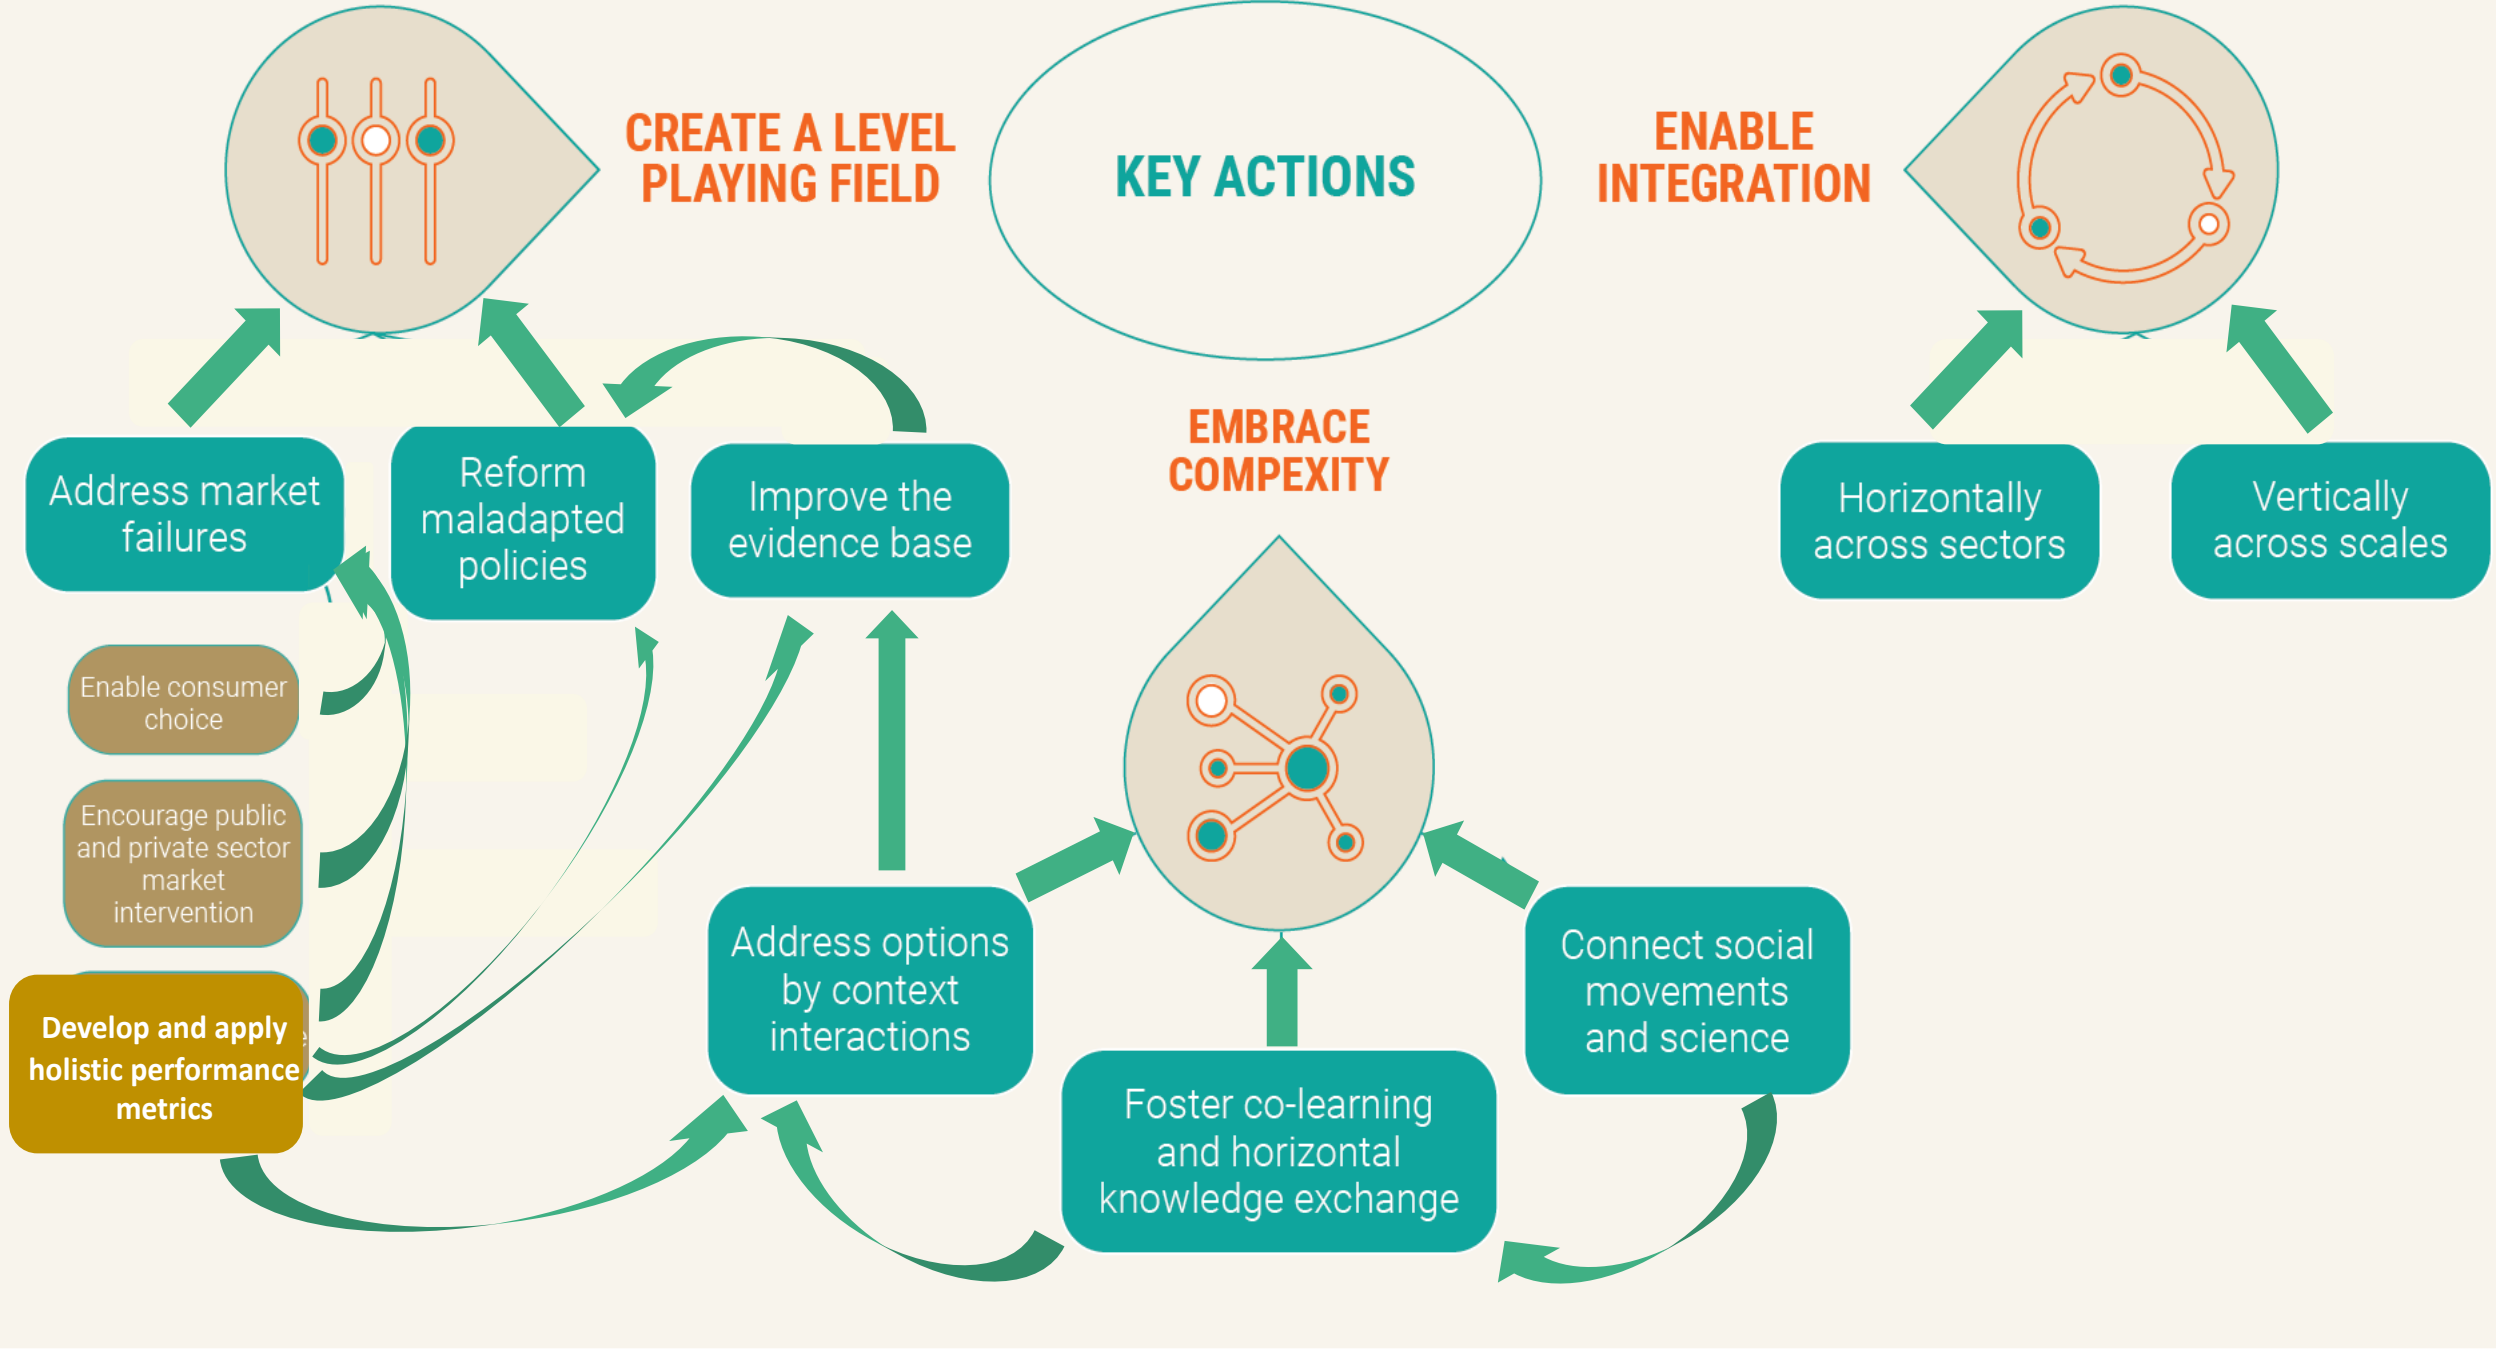 CREATE A LEVEL
PLAYING FIELD
KEY ACTIONS
ENABLE
INTEGRATION
EMBRACE
COMPEXITY
Address market
failures
Reform
maladapted
policies
Improve the
evidence base
Horizontally
across sectors
Vertically
across scales
Enable consumer
choice
Encourage public
and private sector
market
intervention
Develop and apply
holistic performance
metrics
Address options
by context
interactions
Connect social
movements
and science
Foster co-learning
and horizontal
knowledge exchange